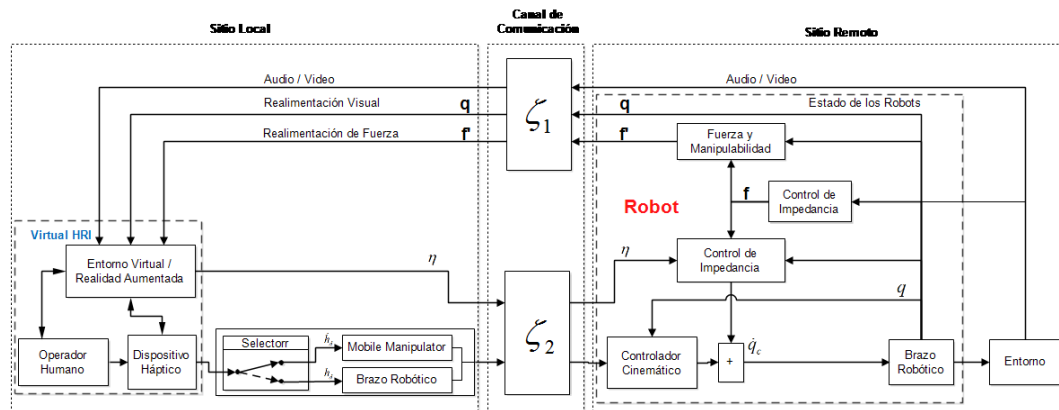 Sitio Local
Canal de
Comunicación
Sitio Remoto
Audio / Video
Audio / Video
Realimentación Visual
q
q
Estado de los Robots
Realimentación de Fuerza
f'
f'
ζ1
Fuerza y
Manipulabilidad
f
Control de
Impedancia
Robot
Virtual HRI
Entorno Virtual /
Realidad Aumentada
η
η
Control de
Impedancia
q
ζ2
Operador
Humano
Dispositivo
Háptico
Selectorr
ḣd
Mobile Manipulator
hd
Brazo Robótico
Controlador
Cinemático
+
q̇c
Brazo
Robótico
Entorno